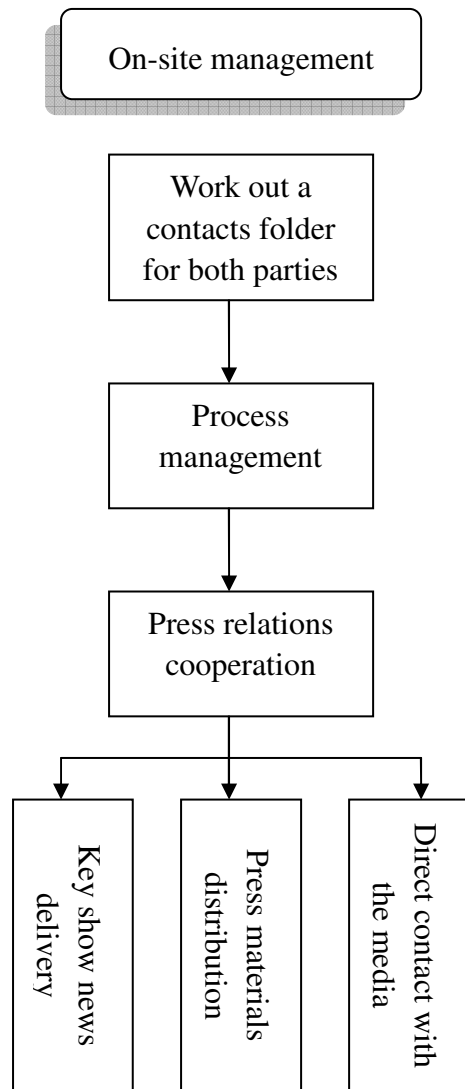 On-site management
Work out a
contacts folder
for both parties
Process
management
Press relations
cooperation
Key show news
delivery
Press materials
distribution
Direct contact with
the media